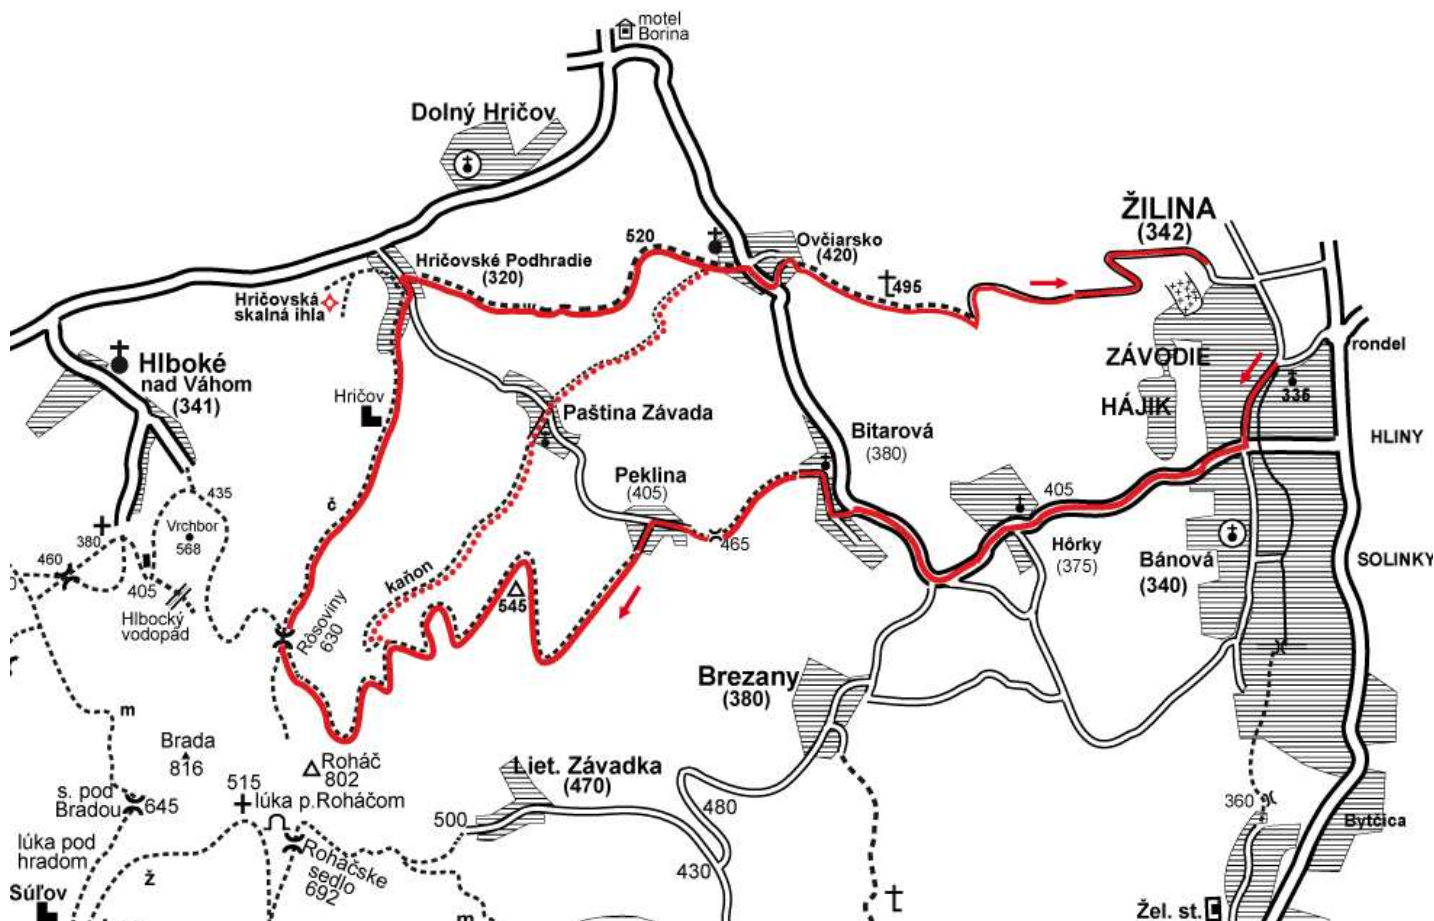 motel
Borina
Dolný Hričov
ŽILINA
(342)
520
Ovčiarsko
(420)
Hričovské Podhradie
(320)
495
Hričovská
skalná ihla
Hlboké
nad Váhom
(341)
rondel
ZÁVODIE
Hričov
HÁJIK
336
Paština Závada
Bitarová
(380)
HLINY
Peklina
(405)
435
405
č
Vrchbor
568
380
465
Hôrky
(375)
Bánová
(340)
SOLINKY
460
405
Hlbocký
vodopád
kaňon
545
Rôsoviny
630
Brezany
(380)
m
Brada
816
Roháč
802
Liet. Závadka
(470)
s. pod
Bradou
645
515
lúka p.Roháčom
500
480
360
Bytčica
lúka pod
hradom
Roháčske
sedlo
692
430
ž
Súľov
m
Žel. st.